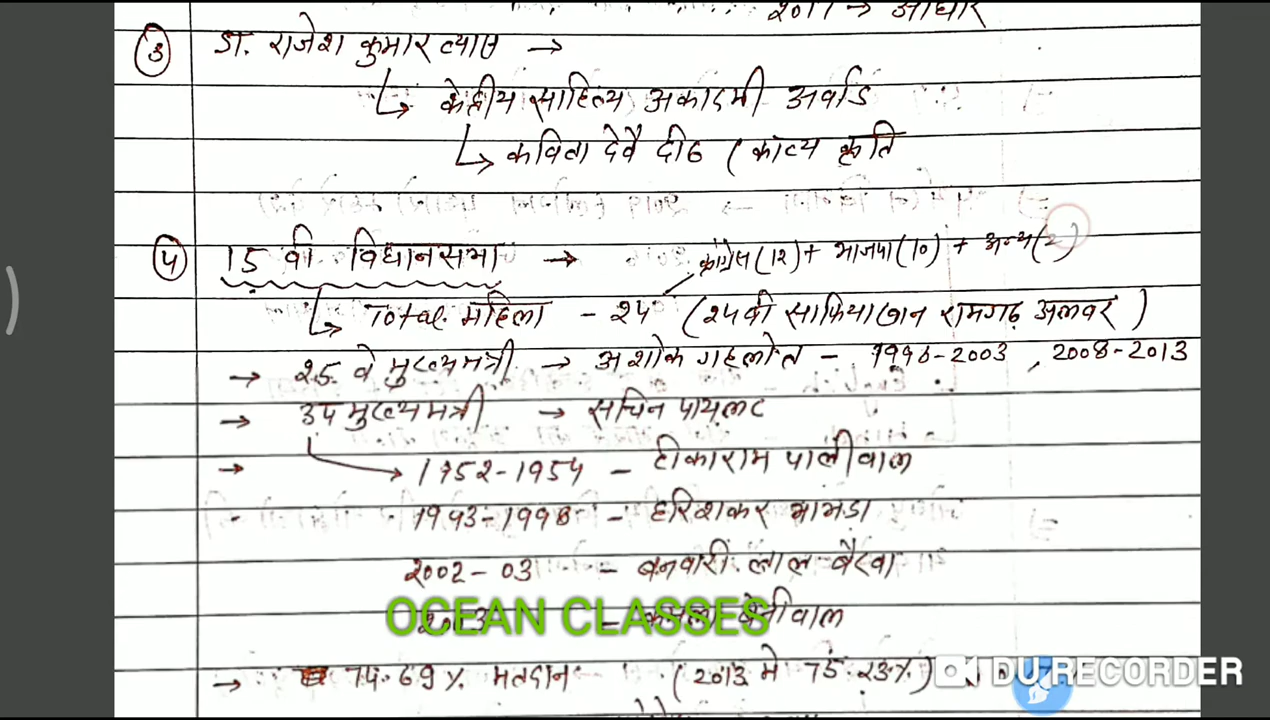 2017 → आधार
③ डा. राजेश कुमार व्यास →
↳ केन्द्रीय साहित्य अकादमी अवार्ड
↳ कविता देवै दीठ ( काव्य कृति
④ 15 वी विधानसभा → कांग्रेस (12) + भाजपा (10) + अन्य (2)
↳ Total महिला - 24 (24वी साफिया खान रामगढ़ अलवर )
→ 25 वे मुख्यमंत्री → अशोक गहलोत - 1998-2003 , 2008-2013
→ उपमुख्यमंत्री → सचिन पायलट
→ 1952-1954 - टीकाराम पालीवाल
1993-1998 - हरिशंकर भाभडा
2002-03 - बनवारी लाल बैरवा
OCEAN CLASSES
2003 - कमला बेनीवाल
→ 74.69% मतदान (2013 मे 75.23%)
DU RECORDER